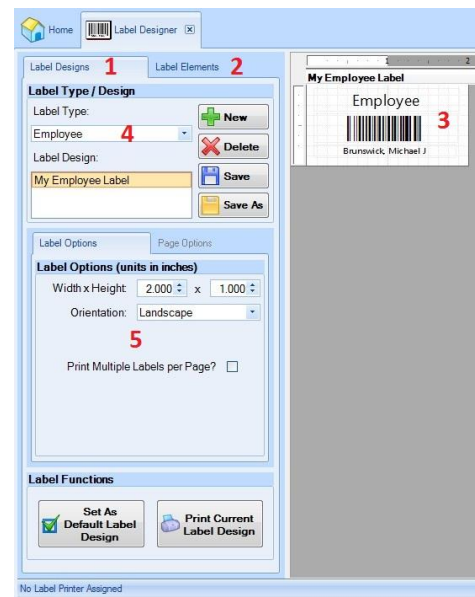 Home
Label Designer
Label Designs 1
Label Elements 2
Label Type / Design
Label Type:
Employee 4
Label Design:
My Employee Label
New
Delete
Save
Save As
Label Options
Page Options
Label Options (units in inches)
Width x Height: 2.000 x 1.000
Orientation: Landscape
5
Print Multiple Labels per Page?
Label Functions
Set As
Default Label
Design
Print Current
Label Design
No Label Printer Assigned
1 2
My Employee Label
Employee
3
Brunswick, Michael J